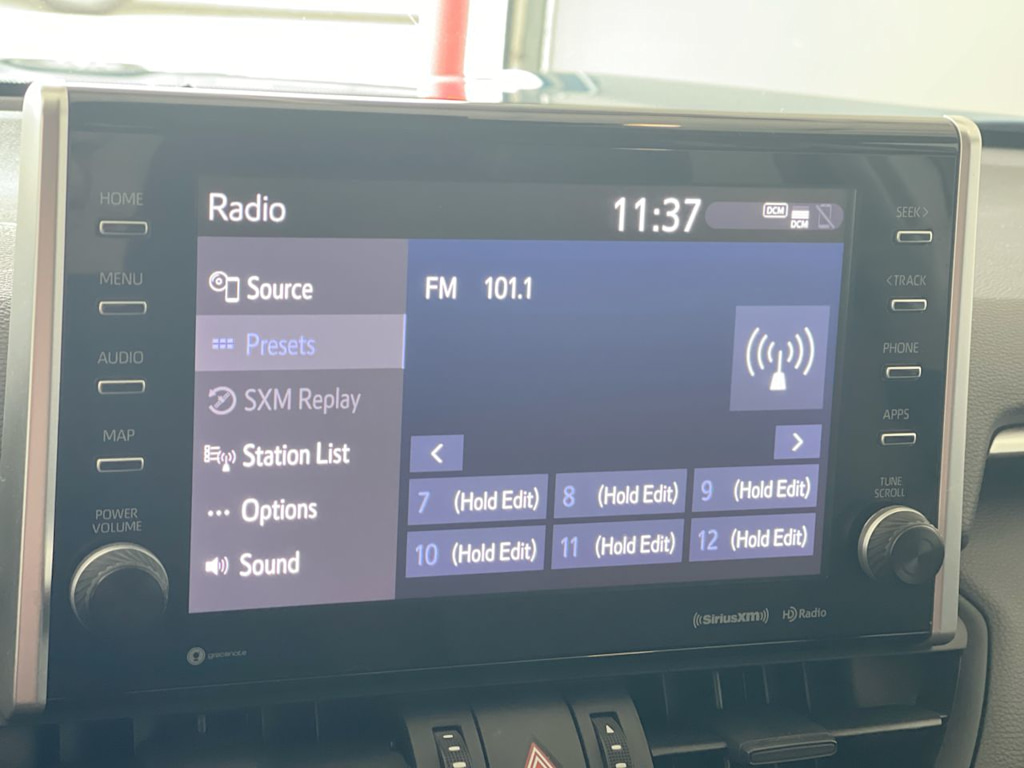 HOME
MENU
AUDIO
MAP
POWER
VOLUME
Radio
11:37
DCM
DCM
Source
Presets
SXM Replay
Station List
Options
Sound
FM 101.1
<
>
7 (Hold Edit)
8 (Hold Edit)
9 (Hold Edit)
10 (Hold Edit)
11 (Hold Edit)
12 (Hold Edit)
SEEK>
<TRACK
PHONE
APPS
TUNE
SCROLL
gracenote
((SiriusXM))
HD Radio